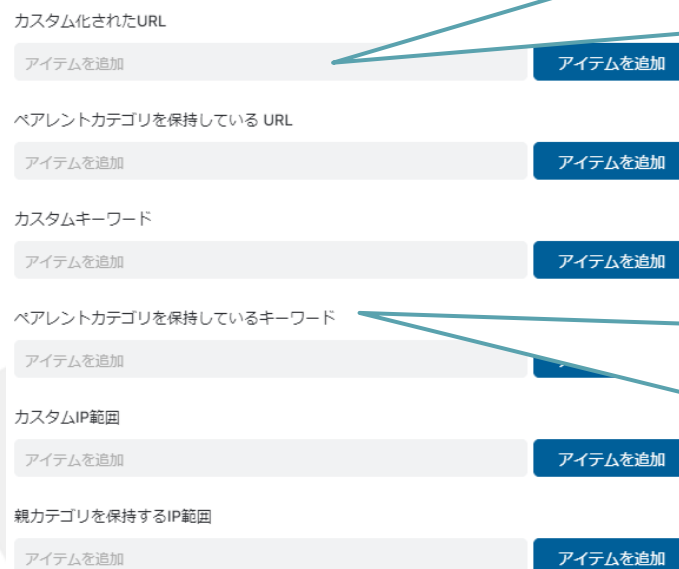 カスタム化されたURL
アイテムを追加 アイテムを追加
ペアレントカテゴリを保持している URL
アイテムを追加 アイテムを追加
カスタムキーワード
アイテムを追加 アイテムを追加
ペアレントカテゴリを保持しているキーワード
アイテムを追加
カスタムIP範囲
アイテムを追加 アイテムを追加
親カテゴリを保持するIP範囲
アイテムを追加 アイテムを追加